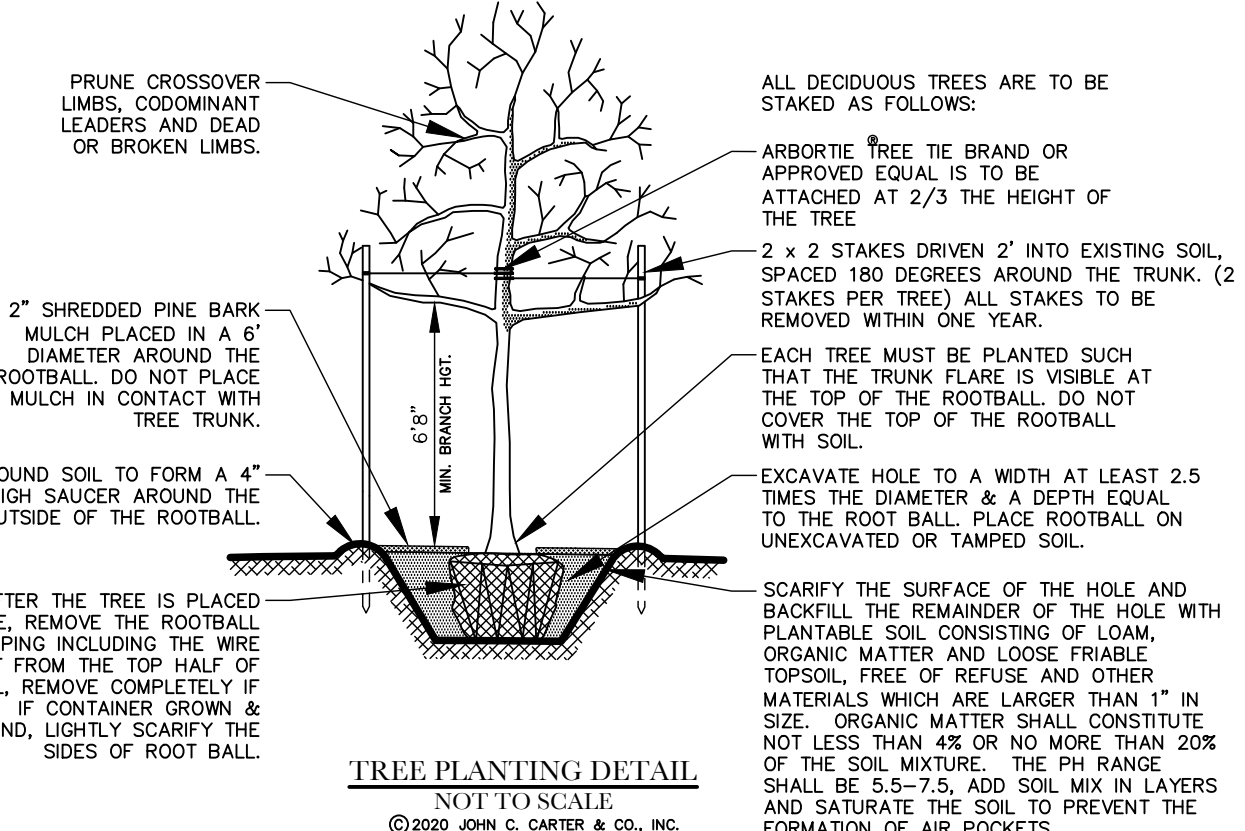 PRUNE CROSSOVER
LIMBS, CODOMINANT
LEADERS AND DEAD
OR BROKEN LIMBS.
2" SHREDDED PINE BARK
MULCH PLACED IN A 6'
DIAMETER AROUND THE
ROOTBALL. DO NOT PLACE
MULCH IN CONTACT WITH
TREE TRUNK.
OUND SOIL TO FORM A 4"
IGH SAUCER AROUND THE
UTSIDE OF THE ROOTBALL.
TER THE TREE IS PLACED
E, REMOVE THE ROOTBALL
PING INCLUDING THE WIRE
FROM THE TOP HALF OF
L, REMOVE COMPLETELY IF
IF CONTAINER GROWN &
ND, LIGHTLY SCARIFY THE
SIDES OF ROOT BALL.
6'8"
MIN. BRANCH HGT.
ALL DECIDUOUS TREES ARE TO BE
STAKED AS FOLLOWS:
ARBORTIE ® TREE TIE BRAND OR
APPROVED EQUAL IS TO BE
ATTACHED AT 2/3 THE HEIGHT OF
THE TREE
2 x 2 STAKES DRIVEN 2' INTO EXISTING SOIL,
SPACED 180 DEGREES AROUND THE TRUNK. (2
STAKES PER TREE) ALL STAKES TO BE
REMOVED WITHIN ONE YEAR.
EACH TREE MUST BE PLANTED SUCH
THAT THE TRUNK FLARE IS VISIBLE AT
THE TOP OF THE ROOTBALL. DO NOT
COVER THE TOP OF THE ROOTBALL
WITH SOIL.
EXCAVATE HOLE TO A WIDTH AT LEAST 2.5
TIMES THE DIAMETER & A DEPTH EQUAL
TO THE ROOT BALL. PLACE ROOTBALL ON
UNEXCAVATED OR TAMPED SOIL.
SCARIFY THE SURFACE OF THE HOLE AND
BACKFILL THE REMAINDER OF THE HOLE WITH
PLANTABLE SOIL CONSISTING OF LOAM,
ORGANIC MATTER AND LOOSE FRIABLE
TOPSOIL, FREE OF REFUSE AND OTHER
MATERIALS WHICH ARE LARGER THAN 1" IN
SIZE. ORGANIC MATTER SHALL CONSTITUTE
NOT LESS THAN 4% OR NO MORE THAN 20%
OF THE SOIL MIXTURE. THE PH RANGE
SHALL BE 5.5-7.5, ADD SOIL MIX IN LAYERS
AND SATURATE THE SOIL TO PREVENT THE
FORMATION OF AIR POCKETS
TREE PLANTING DETAIL
NOT TO SCALE
© 2020 JOHN C. CARTER & CO., INC.